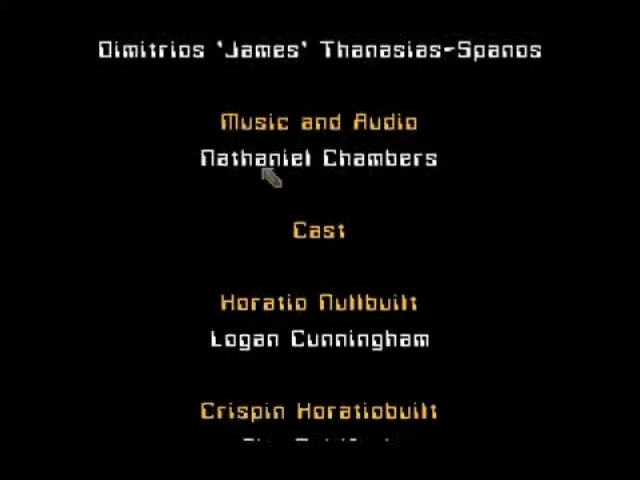 Dimitrios 'James' Thanasias-Spanos
Music and Audio
Nathaniel Chambers
Cast
Horatio Nullbuilt
Logan Cunningham
Crispin Horatiobuilt